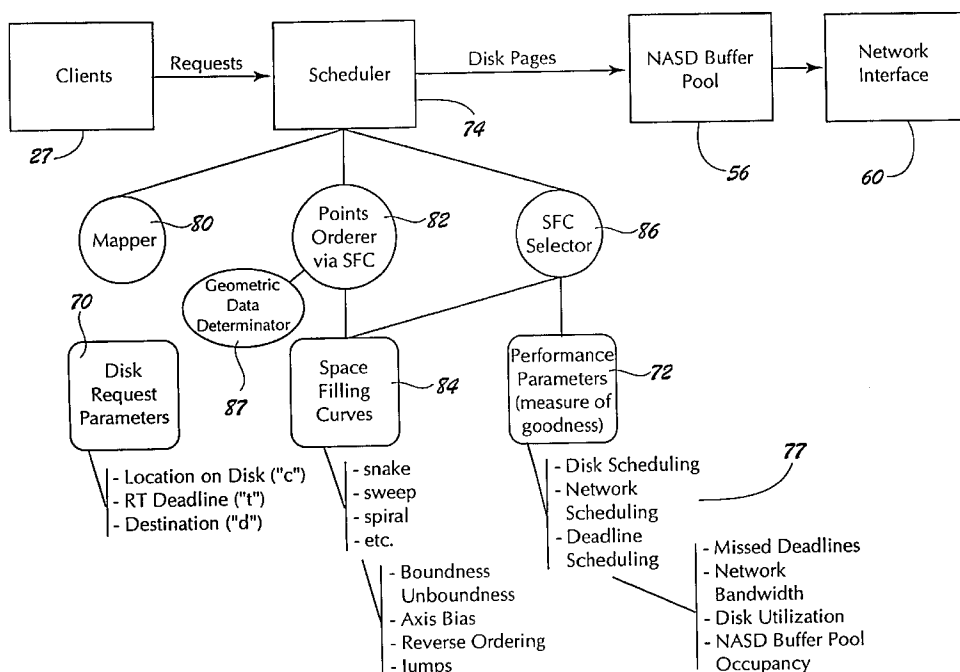 Clients
Requests
Scheduler
Disk Pages
NASD Buffer
Pool
Network
Interface
27
74
56
60
Mapper
80
Points
Orderer
via SFC
82
SFC
Selector
86
Geometric
Data
Determinator
87
70
Disk
Request
Parameters
Space
Filling
Curves
84
Performance
Parameters
(measure of
goodness)
72
- Location on Disk ("c")
- RT Deadline ("t")
- Destination ("d")
- snake
- sweep
- spiral
- etc.
- Disk Scheduling
- Network
Scheduling
- Deadline
Scheduling
77
- Boundness
Unboundness
- Axis Bias
- Reverse Ordering
- Jumps
- Missed Deadlines
- Network
Bandwidth
- Disk Utilization
- NASD Buffer Pool
Occupancy